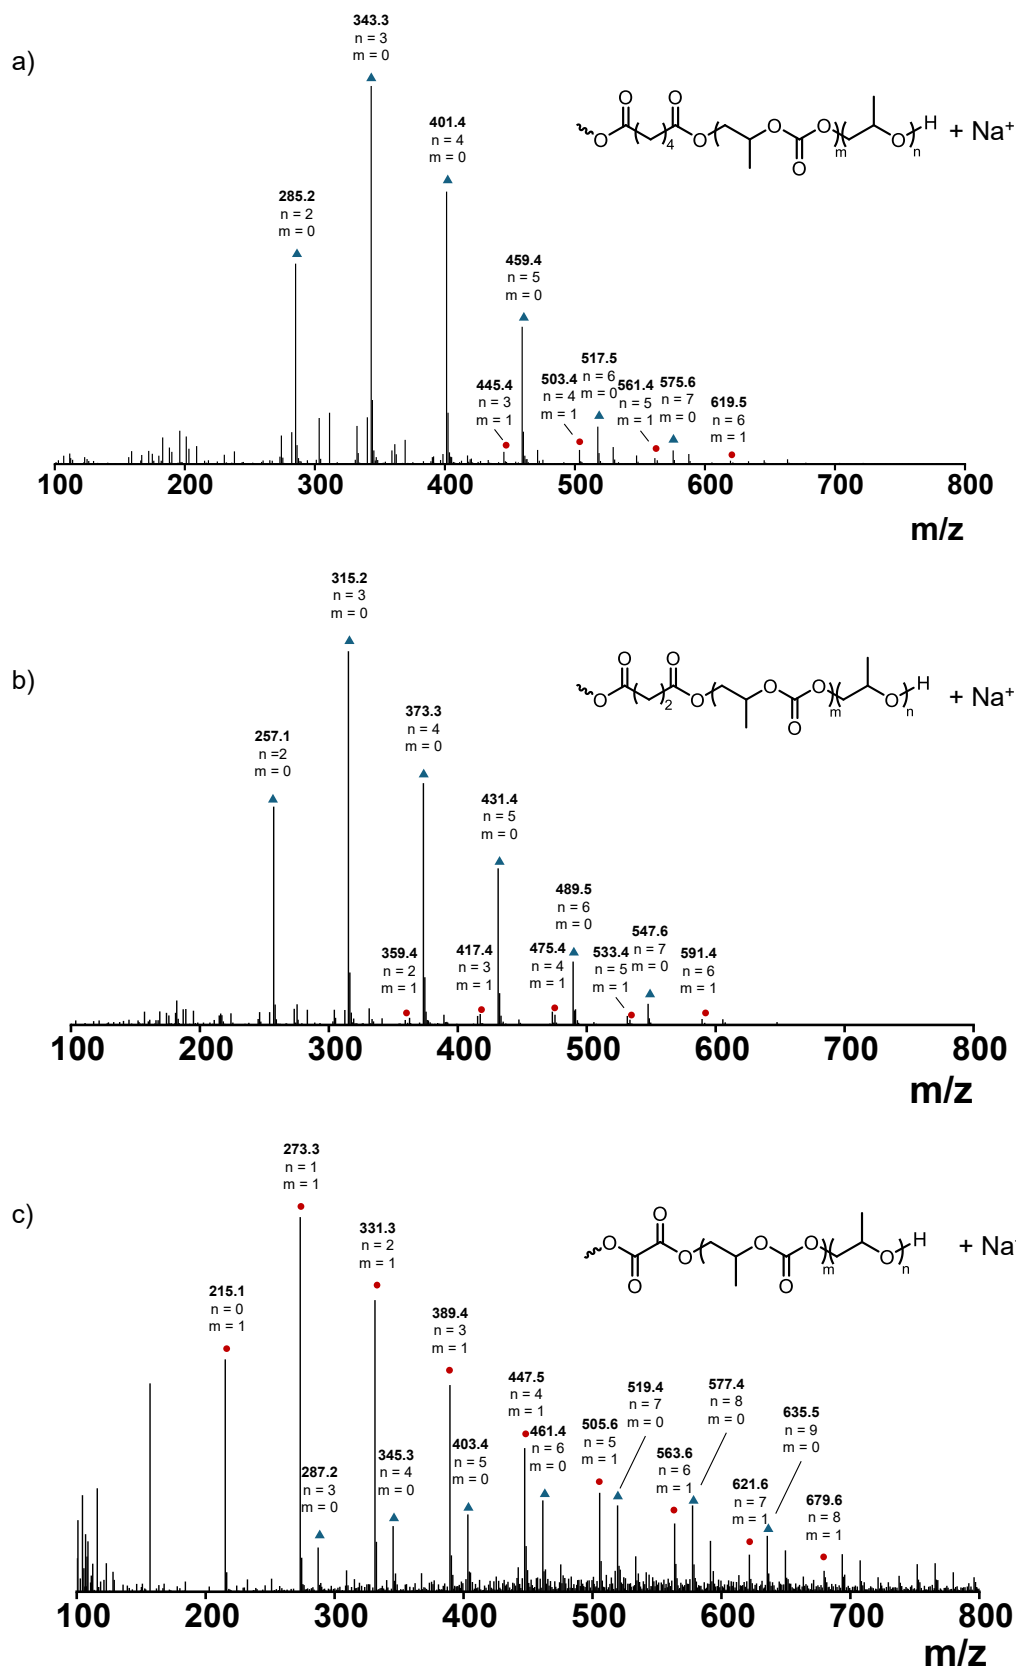 a)
343.3
n = 3
m = 0
401.4
n = 4
m = 0
285.2
n = 2
m = 0
459.4
n = 5
m = 0
445.4
n = 3
m = 1
503.4
n = 4
m = 1
517.5
n = 6
m = 0
561.4
n = 5
m = 1
575.6
n = 7
m = 0
619.5
n = 6
m = 1
O O O O O O O H + Na⁺
4 m n
100 200 300 400 500 600 700 800
m/z
b)
315.2
n = 3
m = 0
373.3
n = 4
m = 0
257.1
n =2
m = 0
431.4
n = 5
m = 0
489.5
n = 6
m = 0
359.4
n = 2
m = 1
417.4
n = 3
m = 1
475.4
n = 4
m = 1
533.4
n = 5
m = 1
547.6
n = 7
m = 0
591.4
n = 6
m = 1
O O O O O O O H + Na⁺
2 m n
100 200 300 400 500 600 700 800
m/z
c)
273.3
n = 1
m = 1
331.3
n = 2
m = 1
215.1
n = 0
m = 1
389.4
n = 3
m = 1
447.5
n = 4
m = 1
287.2
n = 3
m = 0
345.3
n = 4
m = 0
403.4
n = 5
m = 0
461.4
n = 6
m = 0
505.6
n = 5
m = 1
519.4
n = 7
m = 0
563.6
n = 6
m = 1
577.4
n = 8
m = 0
621.6
n = 7
m = 1
635.5
n = 9
m = 0
679.6
n = 8
m = 1
O O O O O O O O H + Na⁺
m n
100 200 300 400 500 600 700 800
m/z